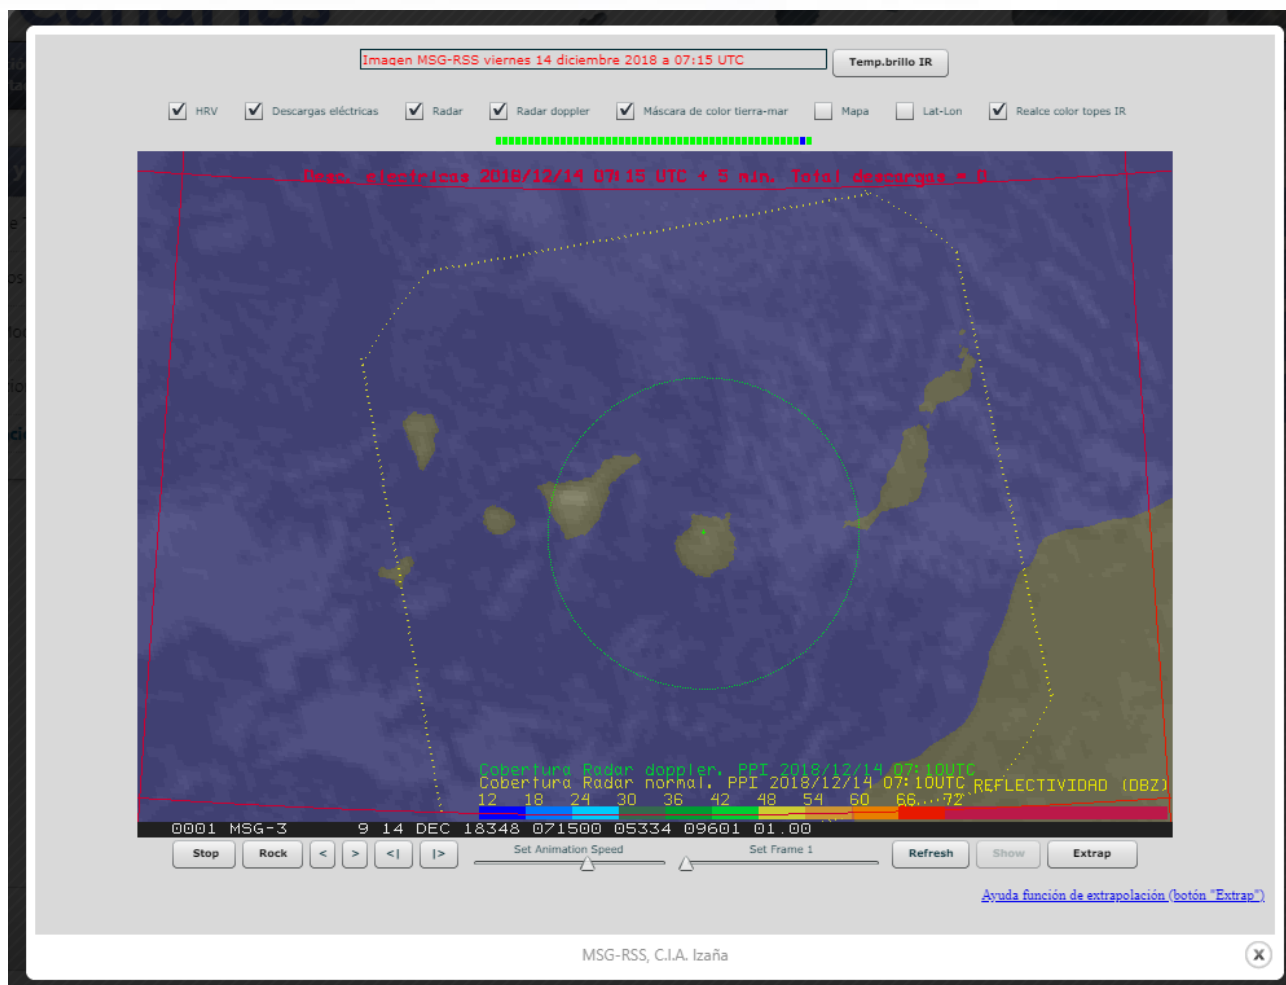 Canarias
Imagen MSG-RSS viernes 14 diciembre 2018 a 07:15 UTC
Temp.brillo IR
HRV Descargas eléctricas Radar Radar doppler Máscara de color tierra-mar Mapa Lat-Lon Realce color topes IR
Desc. electricas 2018/12/14 07:15 UTC + 5 min. Total descargas = 0
Cobertura Radar doppler. PPI 2018/12/14 07:10UTC
Cobertura Radar normal. PPI 2018/12/14 07:10UTC REFLECTIVIDAD (DBZ)
12 18 24 30 36 42 48 54 60 66 72
0001 MSG-3 9 14 DEC 18348 071500 05334 09601 01.00
Stop Rock < > <| |> Set Animation Speed Set Frame 1 Refresh Show Extrap
Ayuda función de extrapolación (botón "Extrap")
MSG-RSS, C.I.A. Izaña